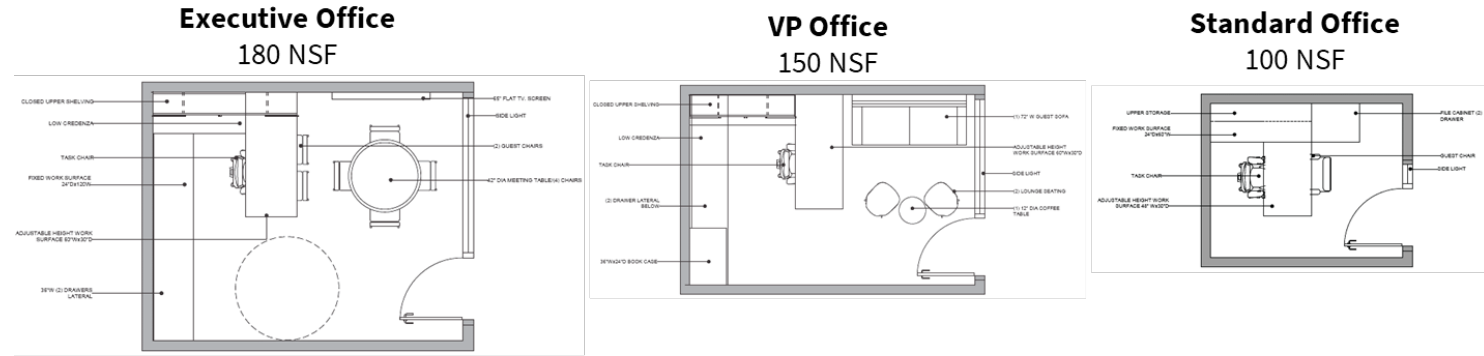 Executive Office
180 NSF
CLOSED UPPER SHELVING
LOW CREDENZA
TASK CHAIR
FIXED WORK SURFACE
24"Dx120W
ADJUSTABLE HEIGHT WORK
SURFACE 60"Wx30"D
36"W (2) DRAWERS
LATERAL
65" FLAT TV. SCREEN
SIDE LIGHT
(2) GUEST CHAIRS
42" DIA MEETING TABLE/(4) CHAIRS
VP Office
150 NSF
CLOSED UPPER SHELVING
LOW CREDENZA
TASK CHAIR
(2) DRAWER LATERAL
BELOW
36"Wx24"D BOOK CASE
(1) 72" W GUEST SOFA
ADJUSTABLE HEIGHT
WORK SURFACE 60"Wx30"D
SIDE LIGHT
(2) LOUNGE SEATING
(1) 12" DIA COFFEE
TABLE
Standard Office
100 NSF
UPPER STORAGE
FIXED WORK SURFACE
24"Dx60"W
TASK CHAIR
ADJUSTABLE HEIGHT WORK
SURFACE 48" Wx30"D
FILE CABINET (2)
DRAWER
GUEST CHAIR
SIDE LIGHT